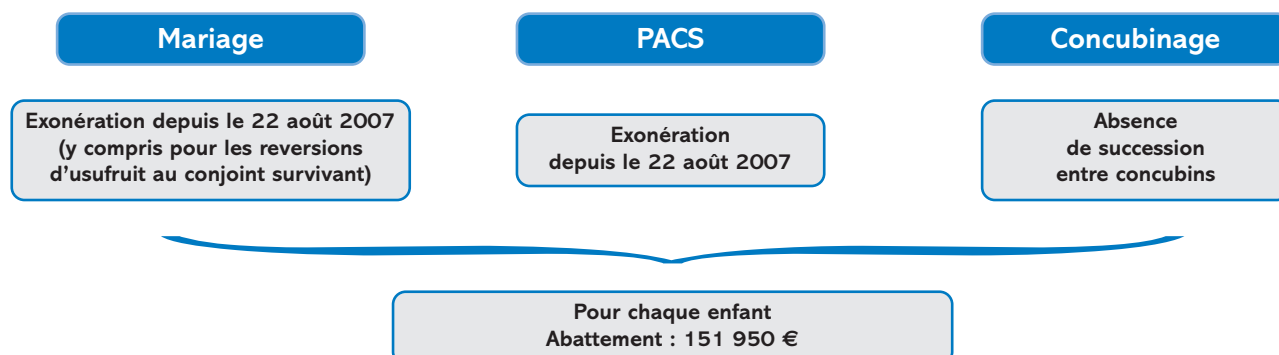 Mariage
PACS
Concubinage
Exonération depuis le 22 août 2007
(y compris pour les reversions
d'usufruit au conjoint survivant)
Exonération
depuis le 22 août 2007
Absence
de succession
entre concubins
Pour chaque enfant
Abattement : 151 950 €